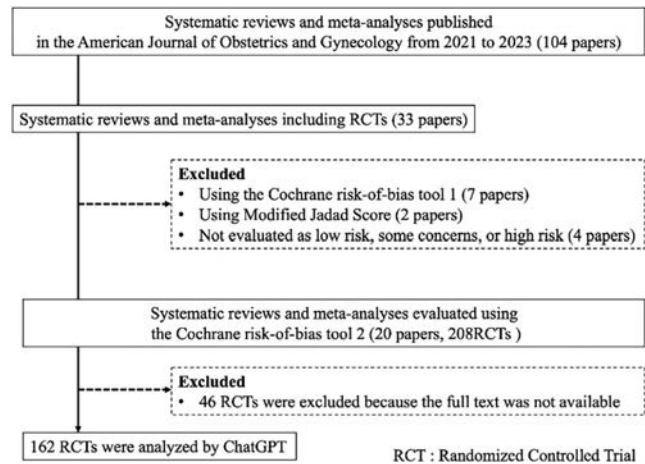 Systematic reviews and meta-analyses published
in the American Journal of Obstetrics and Gynecology from 2021 to 2023 (104 papers)
Systematic reviews and meta-analyses including RCTs (33 papers)
Excluded
• Using the Cochrane risk-of-bias tool 1 (7 papers)
• Using Modified Jadad Score (2 papers)
• Not evaluated as low risk, some concerns, or high risk (4 papers)
Systematic reviews and meta-analyses evaluated using
the Cochrane risk-of-bias tool 2 (20 papers, 208RCTs )
Excluded
• 46 RCTs were excluded because the full text was not available
162 RCTs were analyzed by ChatGPT
RCT : Randomized Controlled Trial